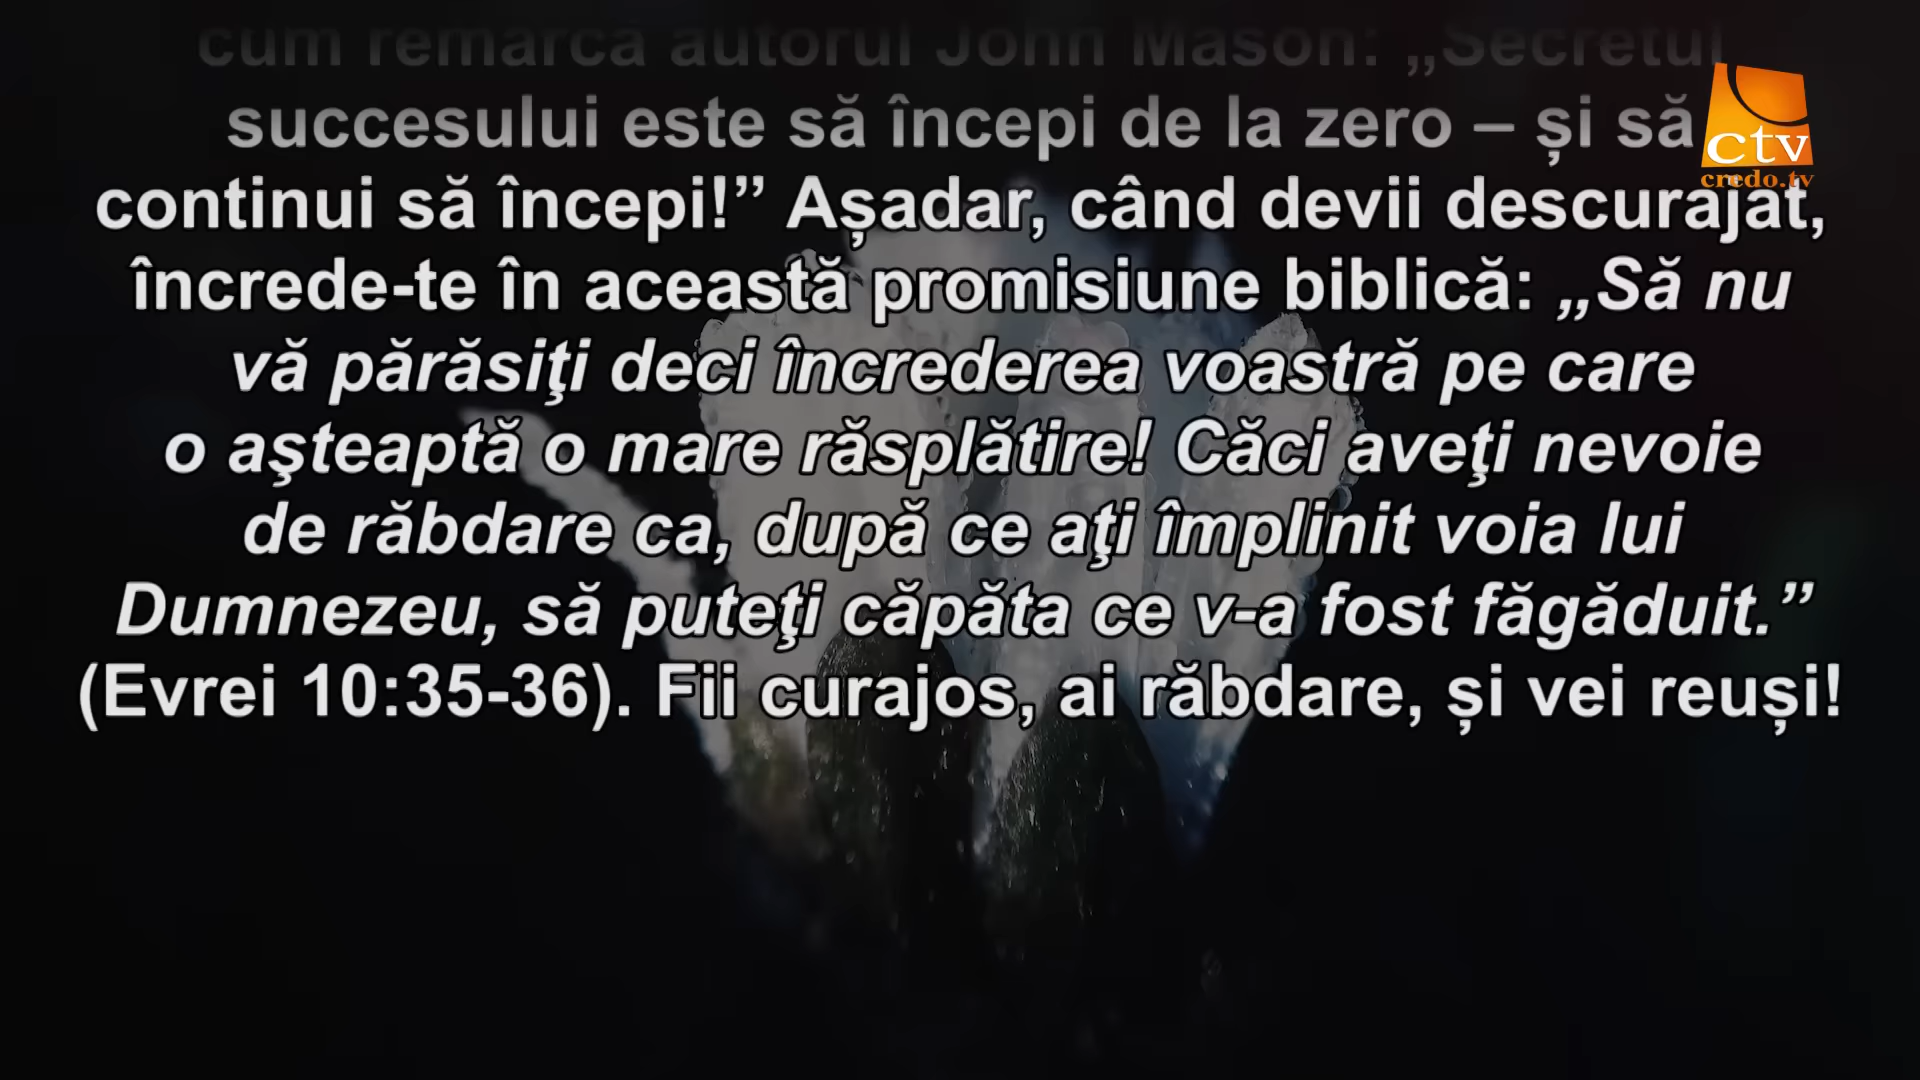 cum remarcă autorul John Mason: „Secretul
succesului este să începi de la zero – și să
continui să începi!” Așadar, când devii descurajat,
încrede-te în această promisiune biblică: „Să nu
vă părăsiţi deci încrederea voastră pe care
o aşteaptă o mare răsplătire! Căci aveţi nevoie
de răbdare ca, după ce aţi împlinit voia lui
Dumnezeu, să puteţi căpăta ce v-a fost făgăduit.”
(Evrei 10:35-36). Fii curajos, ai răbdare, și vei reuși!
ctv
credo.tv